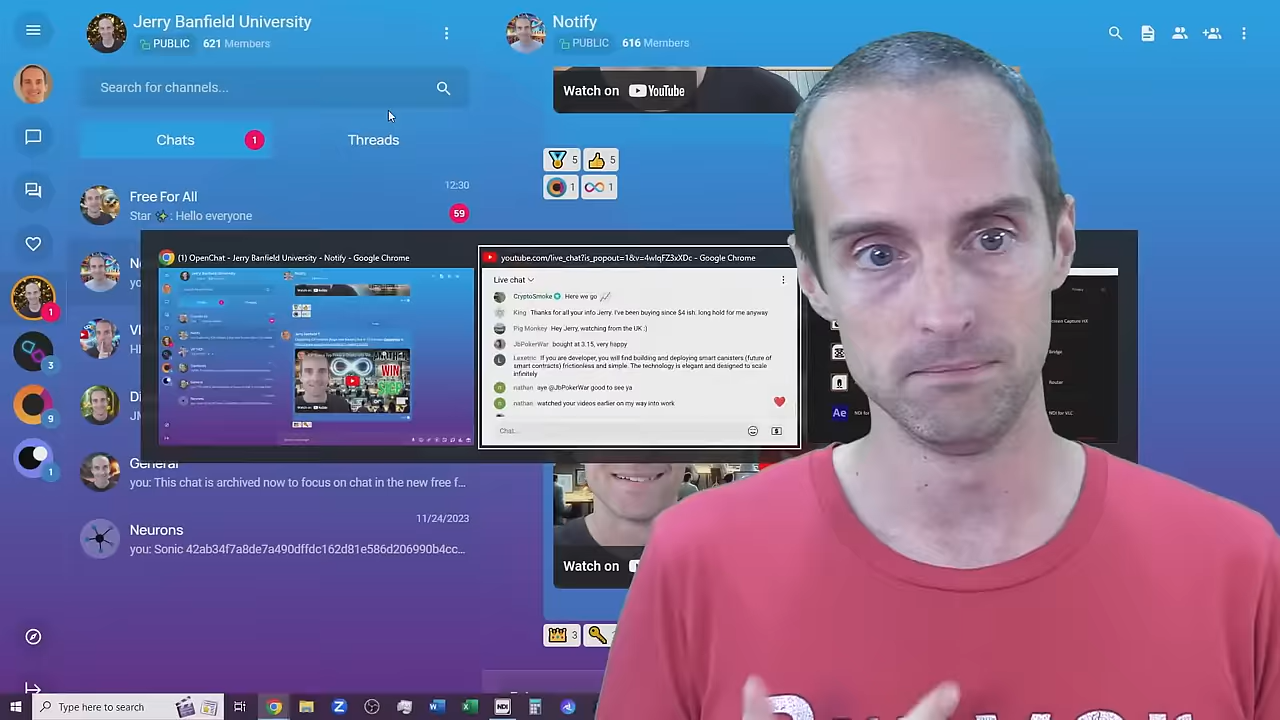 Jerry Banfield University
PUBLIC 621 Members
Search for channels...
Chats 1
Threads
Free For All
12:30
Star ✨: Hello everyone
59
General
you: This chat is archived now to focus on chat in the new free f...
Neurons
11/24/2023
you: Sonic 42ab34f7a8de7a490dffdc162d81e586d206990b4cc...
1
3
9
1
Notify
PUBLIC 616 Members
Watch on YouTube
5 5
1 1
(1) OpenChat - Jerry Banfield University - Notify - Google Chrome
WIN
youtube.com/live_chat?is_popout=1&v=4wlqFZ3xXDc - Google Chrome
Live chat
CryptoSmoke Here we go
King Thanks for all your info Jerry. I've been buying since $4 ish. long hold for me anyway
Pig Monkey Hey Jerry, watching from the UK :)
JbPokerWar bought at 3.15, very happy
Lexetric If you are developer, you will find building and deploying smart canisters (future of
smart contracts) frictionless and simple. The technology is elegant and designed to scale
infinitely
nathan aye @JbPokerWar good to see ya
nathan watched your videos earlier on my way into work
Chat...
Ae
Watch on
3
Type here to search